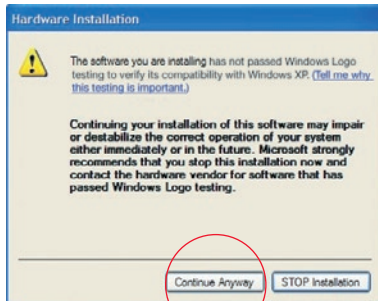 Hardware Installation
The software you are installing has not passed Windows Logo
testing to verify its compatibility with Windows XP. (Tell me why
this testing is important.)
Continuing your installation of this software may impair
or destabilize the correct operation of your system
either immediately or in the future. Microsoft strongly
recommends that you stop this installation now and
contact the hardware vendor for software that has
passed Windows Logo testing.
Continue Anyway STOP Installation